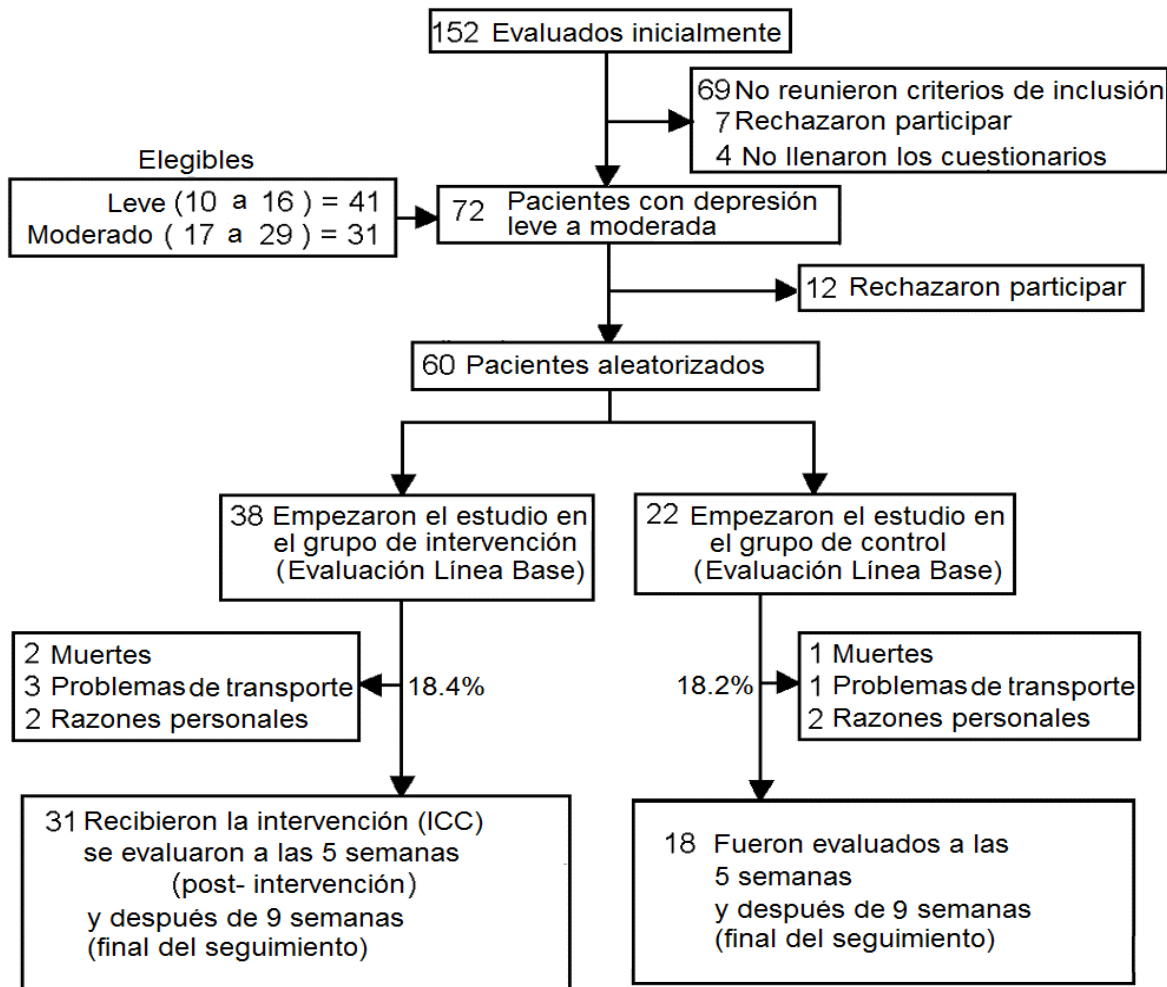 152 Evaluados inicialmente
69 No reunieron criterios de inclusión
7 Rechazaron participar
4 No llenaron los cuestionarios
Elegibles
Leve (10 a 16 ) = 41
Moderado ( 17 a 29 ) = 31
72 Pacientes con depresión
leve a moderada
12 Rechazaron participar
60 Pacientes aleatorizados
38 Empezaron el estudio en
el grupo de intervención
(Evaluación Línea Base)
22 Empezaron el estudio en
el grupo de control
(Evaluación Línea Base)
2 Muertes
3 Problemas de transporte
2 Razones personales
18.4%
18.2%
1 Muertes
1 Problemas de transporte
2 Razones personales
31 Recibieron la intervención (ICC)
se evaluaron a las 5 semanas
(post- intervención)
y después de 9 semanas
(final del seguimiento)
18 Fueron evaluados a las
5 semanas
y después de 9 semanas
(final del seguimiento)